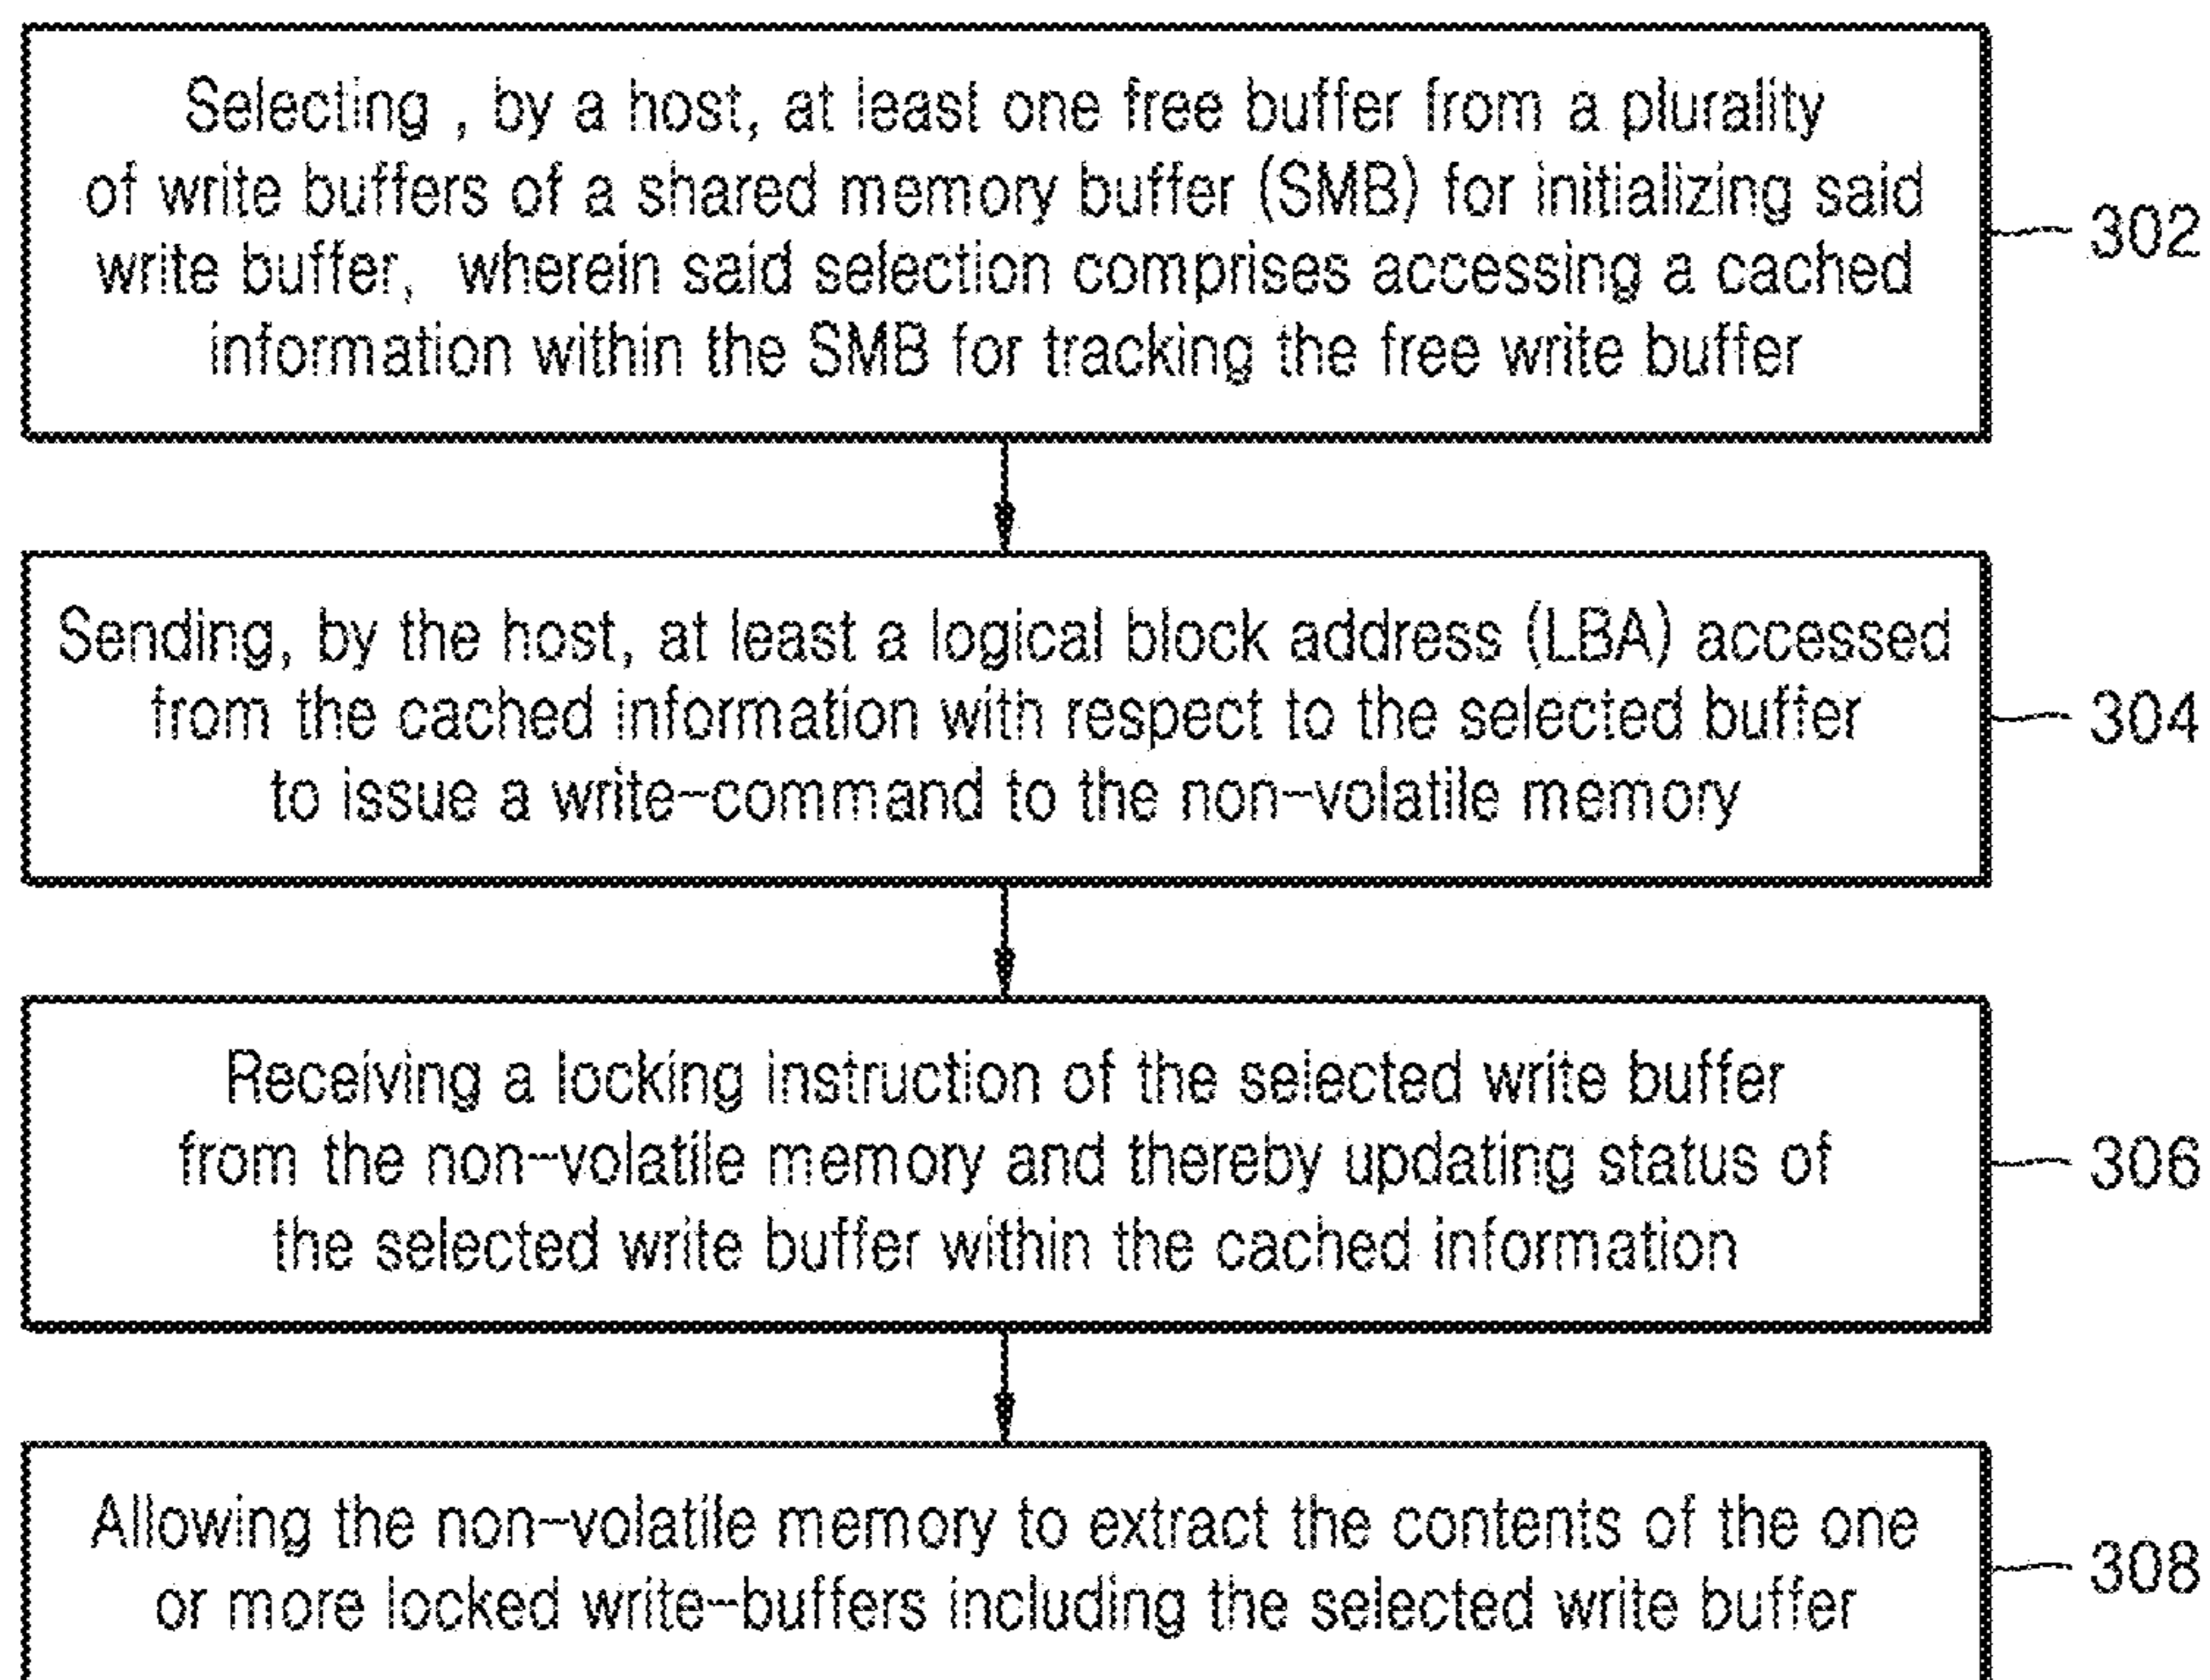 Selecting , by a host, at least one free buffer from a plurality
of write buffers of a shared memory buffer (SMB) for initializing said
write buffer, wherein said selection comprises accessing a cached
information within the SMB for tracking the free write buffer
302
Sending, by the host, at least a logical block address (LBA) accessed
from the cached information with respect to the selected buffer
to issue a write-command to the non-volatile memory
304
Receiving a locking instruction of the selected write buffer
from the non-volatile memory and thereby updating status of
the selected write buffer within the cached information
306
Allowing the non-volatile memory to extract the contents of the one
or more locked write-buffers including the selected write buffer
308